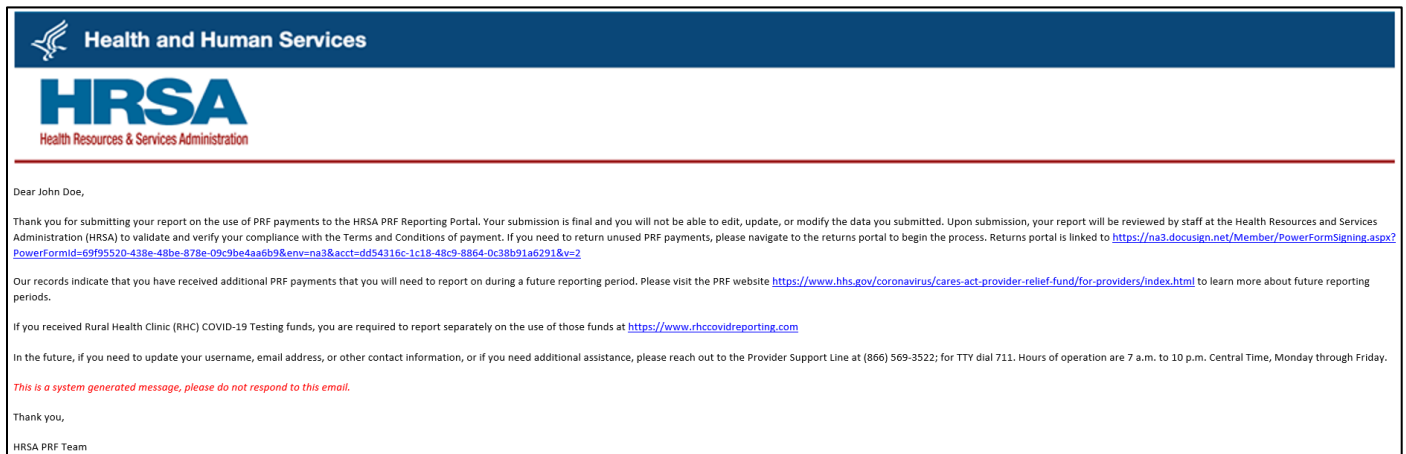 Health and Human Services
HRSA
Health Resources & Services Administration
Dear John Doe,
Thank you for submitting your report on the use of PRF payments to the HRSA PRF Reporting Portal. Your submission is final and you will not be able to edit, update, or modify the data you submitted. Upon submission, your report will be reviewed by staff at the Health Resources and Services
Administration (HRSA) to validate and verify your compliance with the Terms and Conditions of payment. If you need to return unused PRF payments, please navigate to the returns portal to begin the process. Returns portal is linked to https://na3.docusign.net/Member/PowerFormSigning.aspx?
PowerFormId=69f95520-438e-48be-878e-09c9be4aa6b9&env=na3&acct=dd54316c-1c18-48c9-8864-0c38b91a6291&v=2
Our records indicate that you have received additional PRF payments that you will need to report on during a future reporting period. Please visit the PRF website https://www.hhs.gov/coronavirus/cares-act-provider-relief-fund/for-providers/index.html to learn more about future reporting
periods.
If you received Rural Health Clinic (RHC) COVID-19 Testing funds, you are required to report separately on the use of those funds at https://www.rhccovidreporting.com
In the future, if you need to update your username, email address, or other contact information, or if you need additional assistance, please reach out to the Provider Support Line at (866) 569-3522; for TTY dial 711. Hours of operation are 7 a.m. to 10 p.m. Central Time, Monday through Friday.
This is a system generated message, please do not respond to this email.
Thank you,
HRSA PRF Team